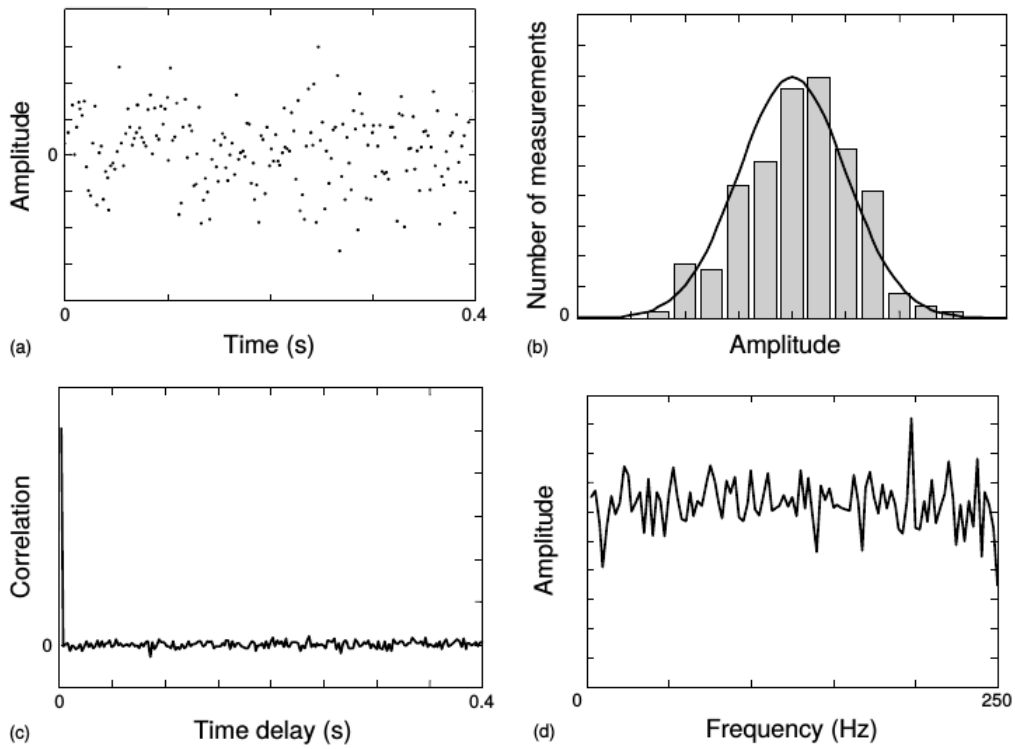 Amplitude
0
0
0.4
(a)
Time (s)
Number of measurements
0
(b)
Amplitude
Correlation
0
0
0.4
(c)
Time delay (s)
Amplitude
0
250
(d)
Frequency (Hz)